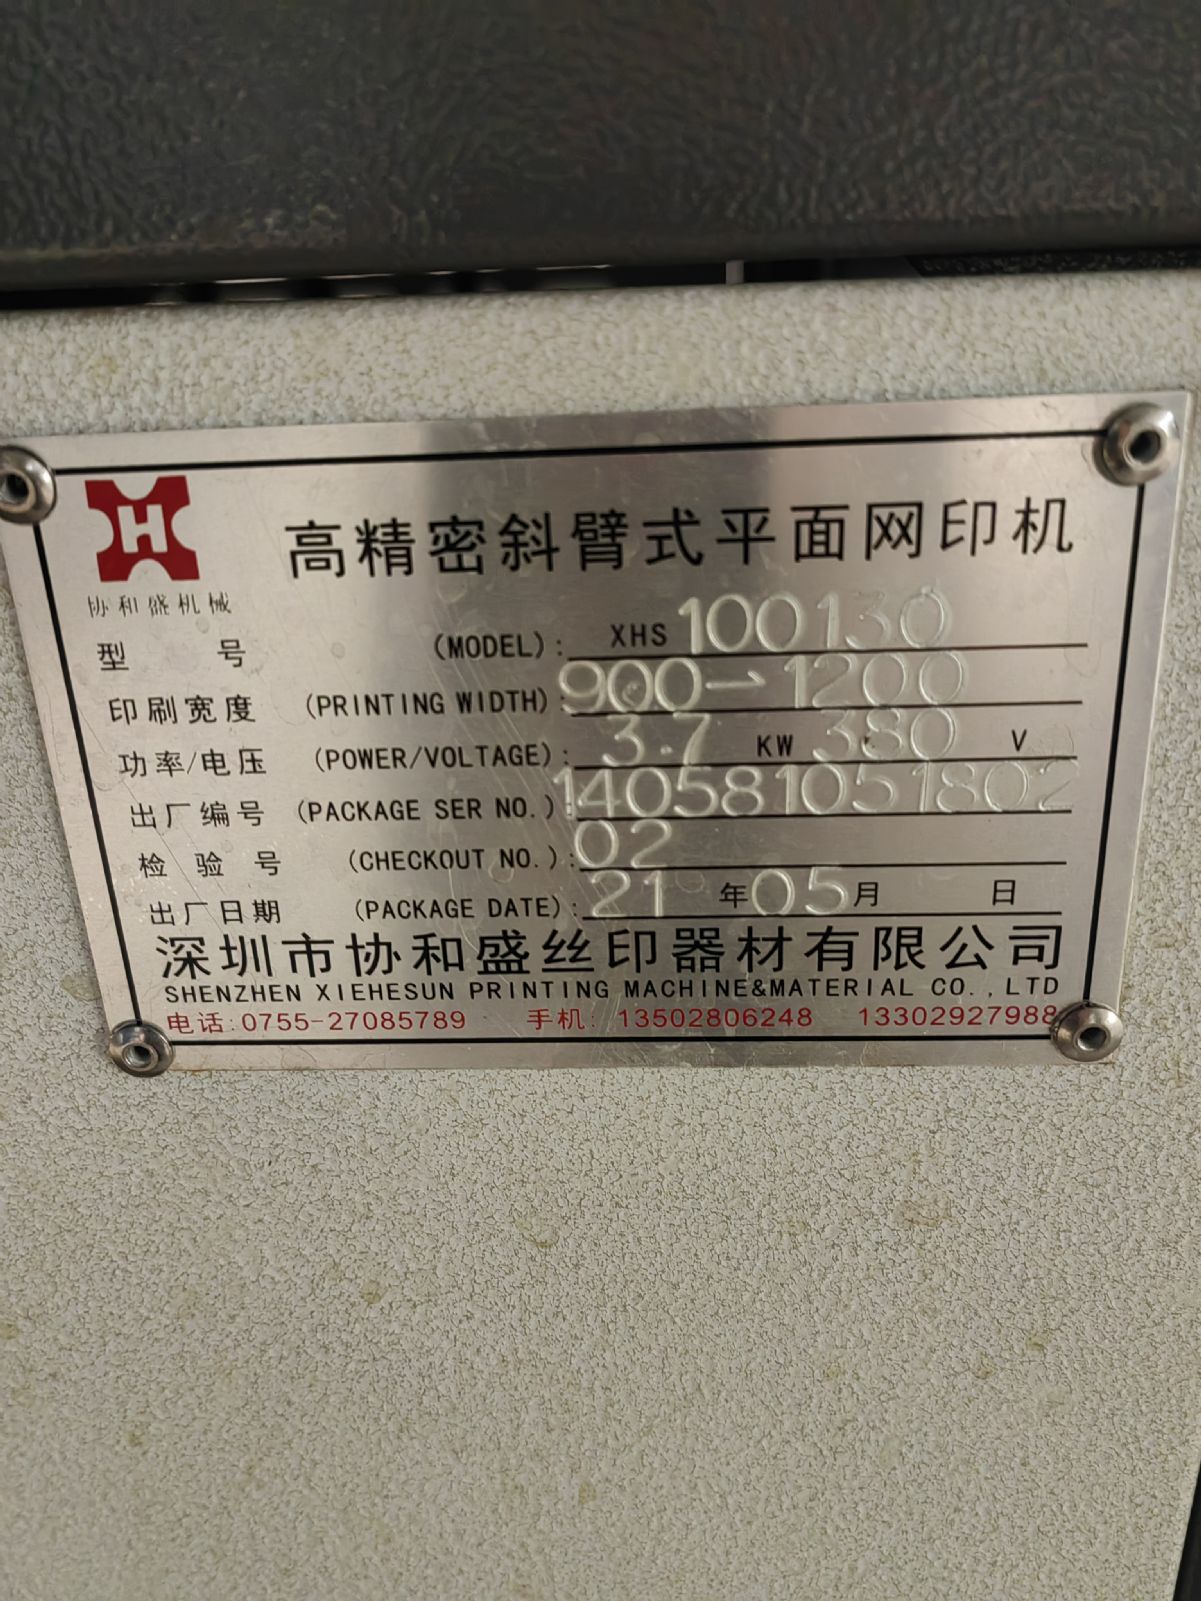 高精密斜臂式平面网印机
H
协和盛机械
型 号 (MODEL): XHS 100130
印刷宽度 (PRINTING WIDTH): 900-1200
功率/电压 (POWER/VOLTAGE): 3.7 KW 380 V
出厂编号 (PACKAGE SER NO.): 1405810518​02
检验号 (CHECKOUT NO.): 02
出厂日期 (PACKAGE DATE): 21 年 05 月 日
深圳市协和盛丝印器材有限公司
SHENZHEN XIEHESUN PRINTING MACHINE&MATERIAL CO.,LTD
电话:0755-27085789 手机: 13502806248 13302927988